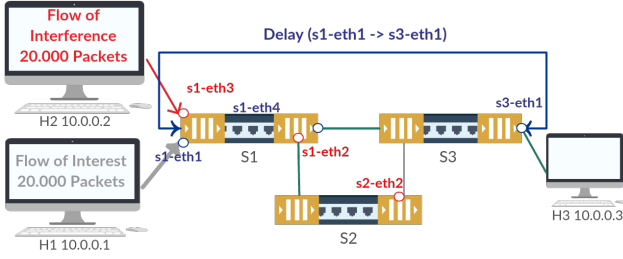 Flow of
Interference
20.000 Packets
H2 10.0.0.2
Delay (s1-eth1 -> s3-eth1)
s1-eth3
s1-eth4
s3-eth1
s1-eth1
S1
s1-eth2
S3
Flow of Interest
20.000 Packets
H1 10.0.0.1
s2-eth2
S2
H3 10.0.0.3